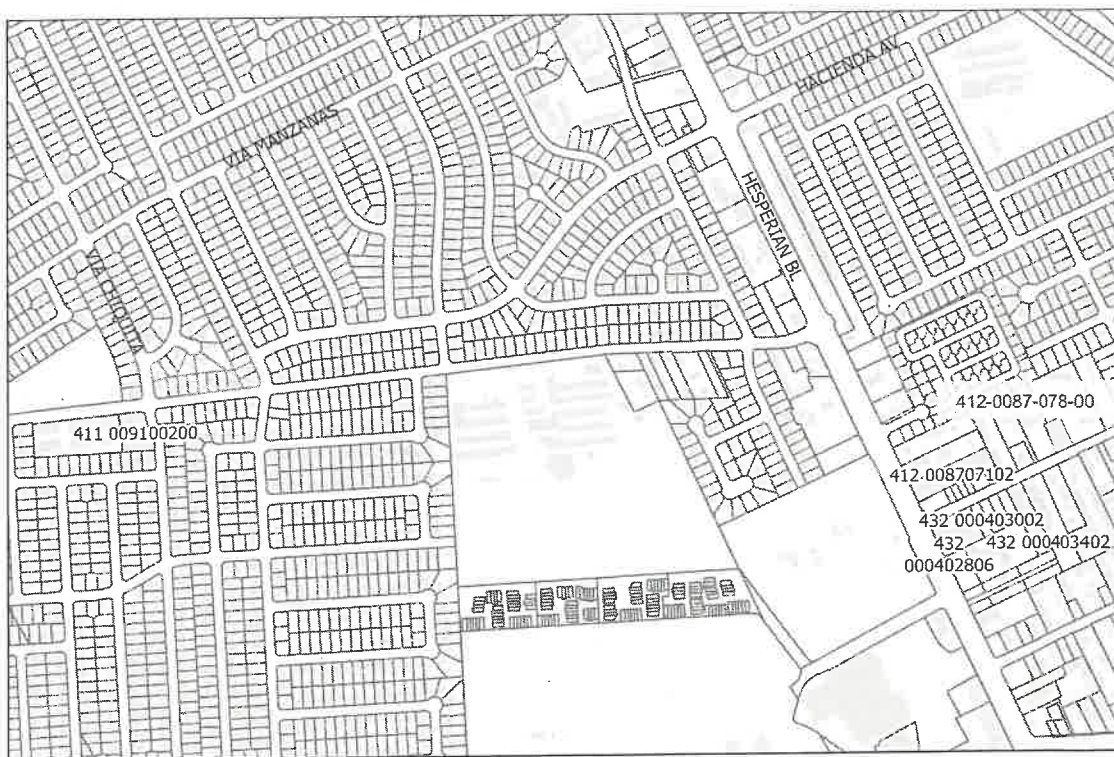 HACIENDA AV
VIA MANZANAS
HESPERIAN BL
VIA CHIQUITA
412-0087-078-00
411 009100200
412 008707102
432 000403002
432 432 000403402
000402806